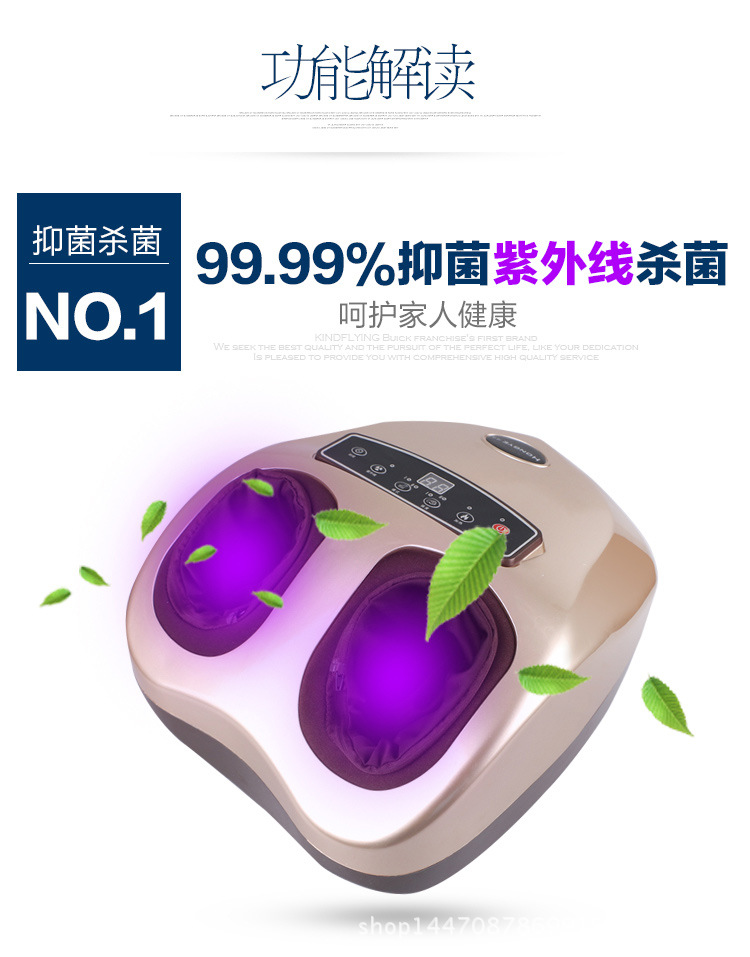 功能解读
抑菌杀菌
NO.1
99.99%抑菌紫外线杀菌
呵护家人健康
KINDFLYING BUICK FRANCHISE'S FIRST BRAND
WE SEEK THE BEST QUALITY AND THE PURSUIT OF THE PERFECT LIFE, LIKE YOUR DEDICATION
IS PLEASED TO PROVIDE YOU WITH COMPREHENSIVE HIGH QUALITY SERVICE